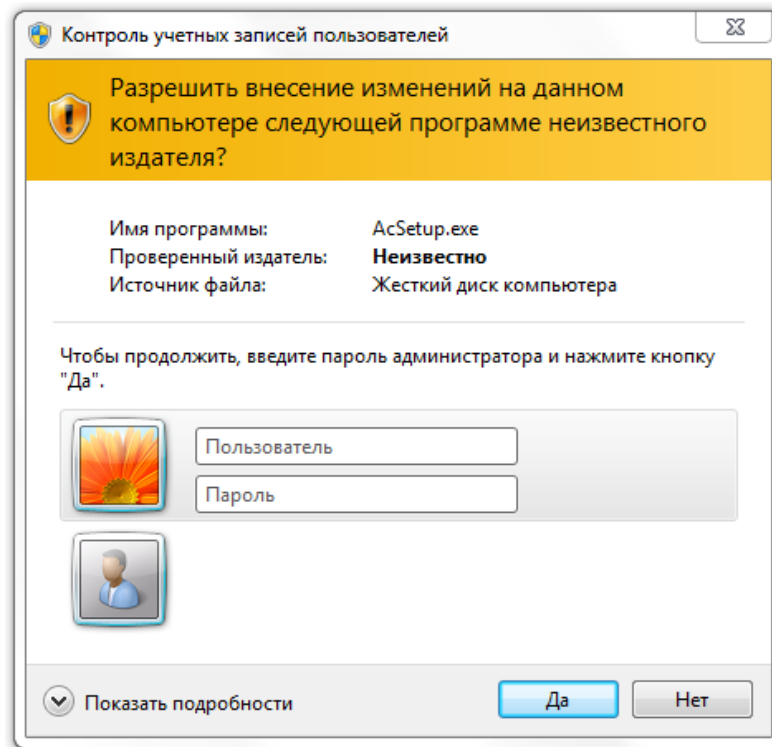 Контроль учетных записей пользователей
Разрешить внесение изменений на данном
компьютере следующей программе неизвестного
издателя?
Имя программы: AcSetup.exe
Проверенный издатель: Неизвестно
Источник файла: Жесткий диск компьютера
Чтобы продолжить, введите пароль администратора и нажмите кнопку
"Да".
Пользователь
Пароль
Показать подробности
Да
Нет